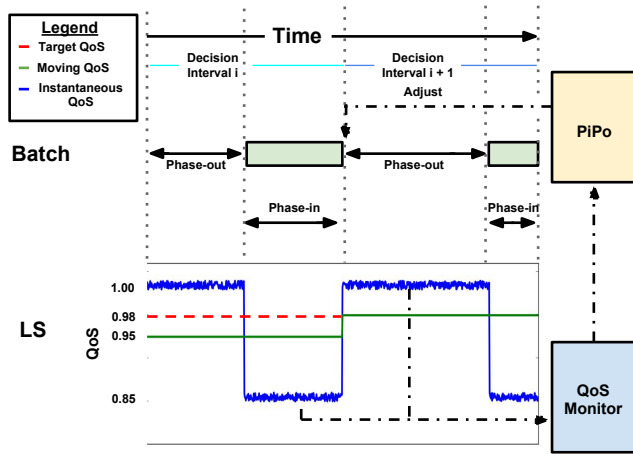 Legend
Target QoS
Moving QoS
Instantaneous
QoS
Time
Decision
Interval i
Decision
Interval i + 1
Adjust
PiPo
Batch
Phase-out
Phase-out
Phase-in
Phase-in
LS
QoS
1.00
0.98
0.95
0.85
QoS
Monitor